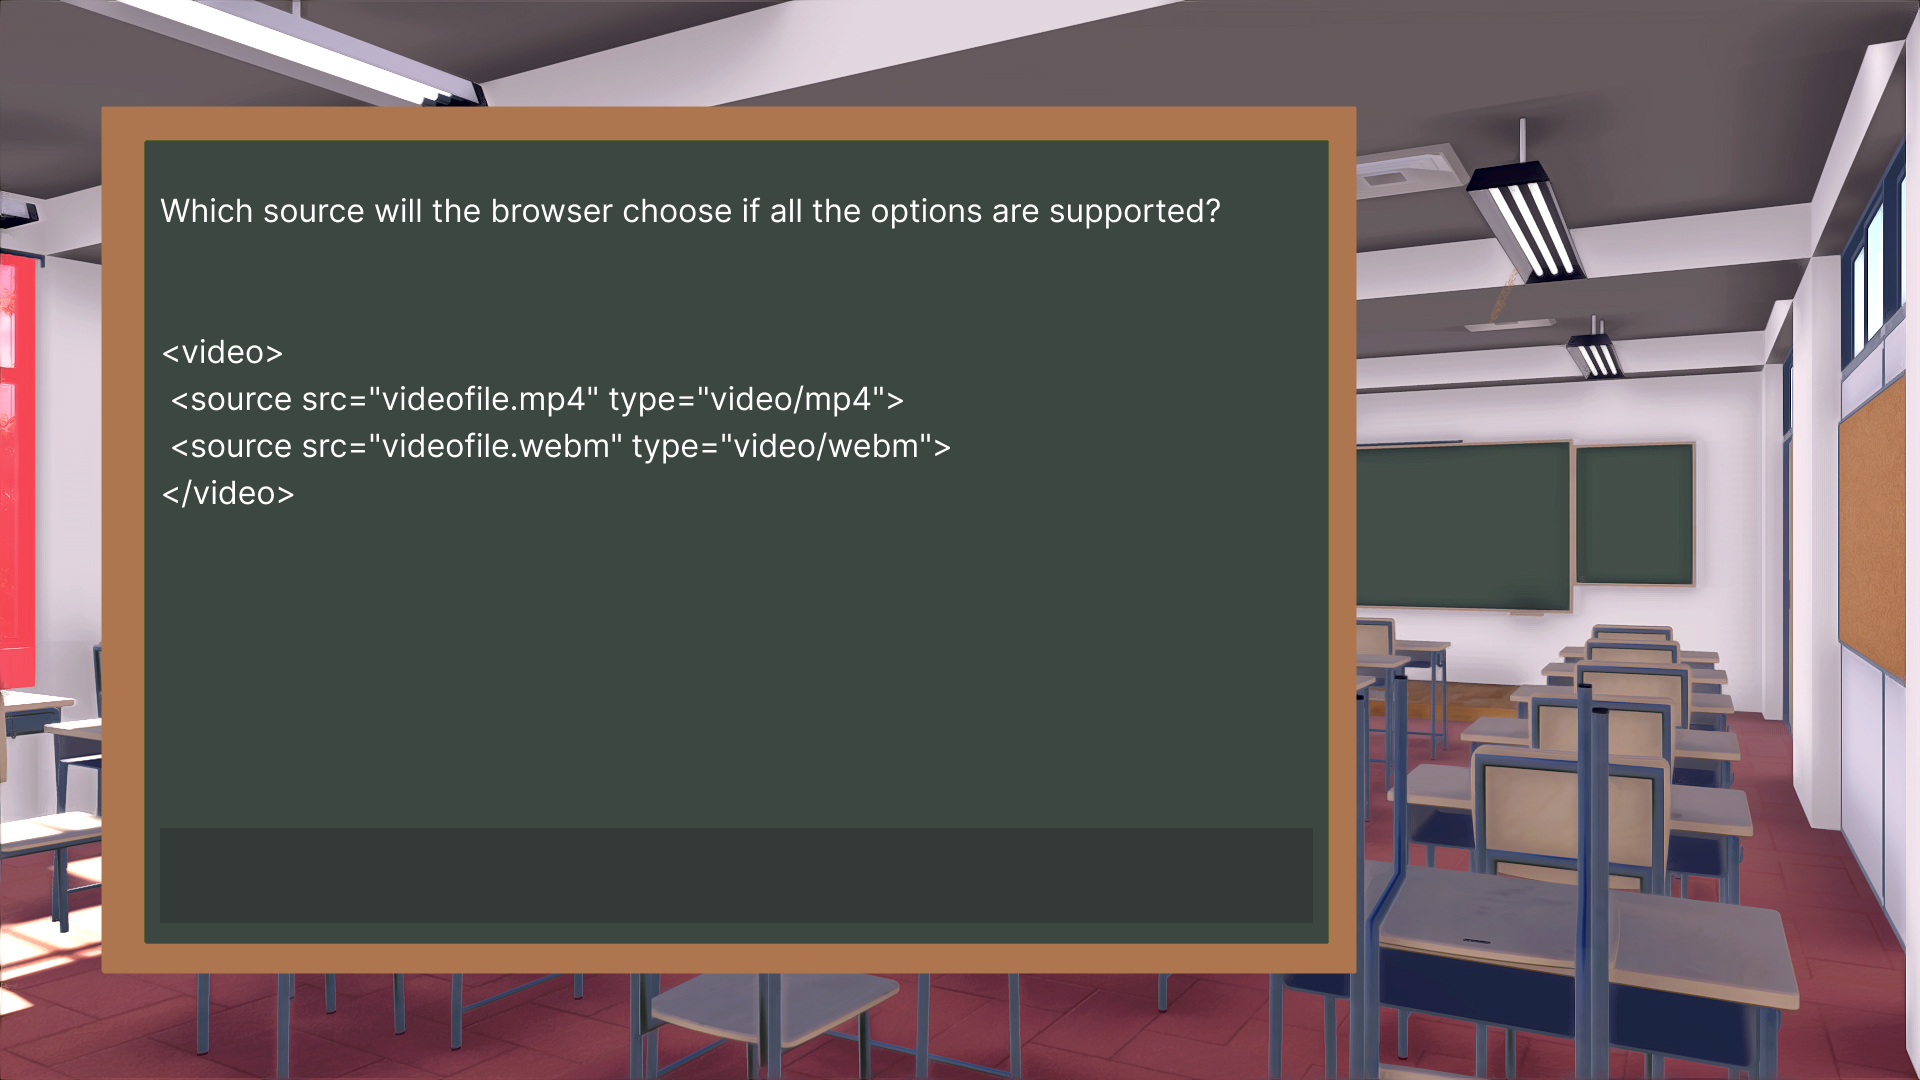 Which source will the browser choose if all the options are supported?
<video>
<source src="videofile.mp4" type="video/mp4">
<source src="videofile.webm" type="video/webm">
</video>